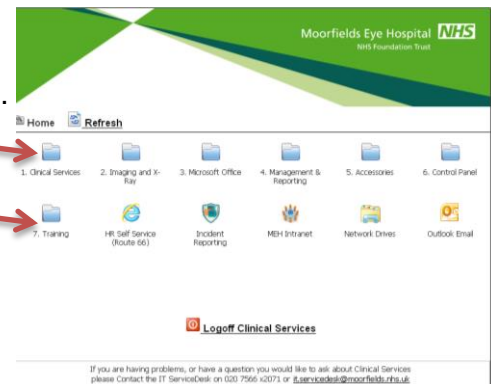 Moorfields Eye Hospital NHS
NHS Foundation Trust
.
Home Refresh
1. Clinical Services 2. Imaging and X-Ray 3. Microsoft Office 4. Management & Reporting 5. Accessories 6. Control Panel
7. Training HR Self Service (Route 66) Incident Reporting MEH Intranet Network Drives Outlook Email
Logoff Clinical Services
If you are having problems, or have a question you would like to ask about Clinical Services
please Contact the IT ServiceDesk on 020 7566 x2071 or it.servicedesk@moorfields.nhs.uk